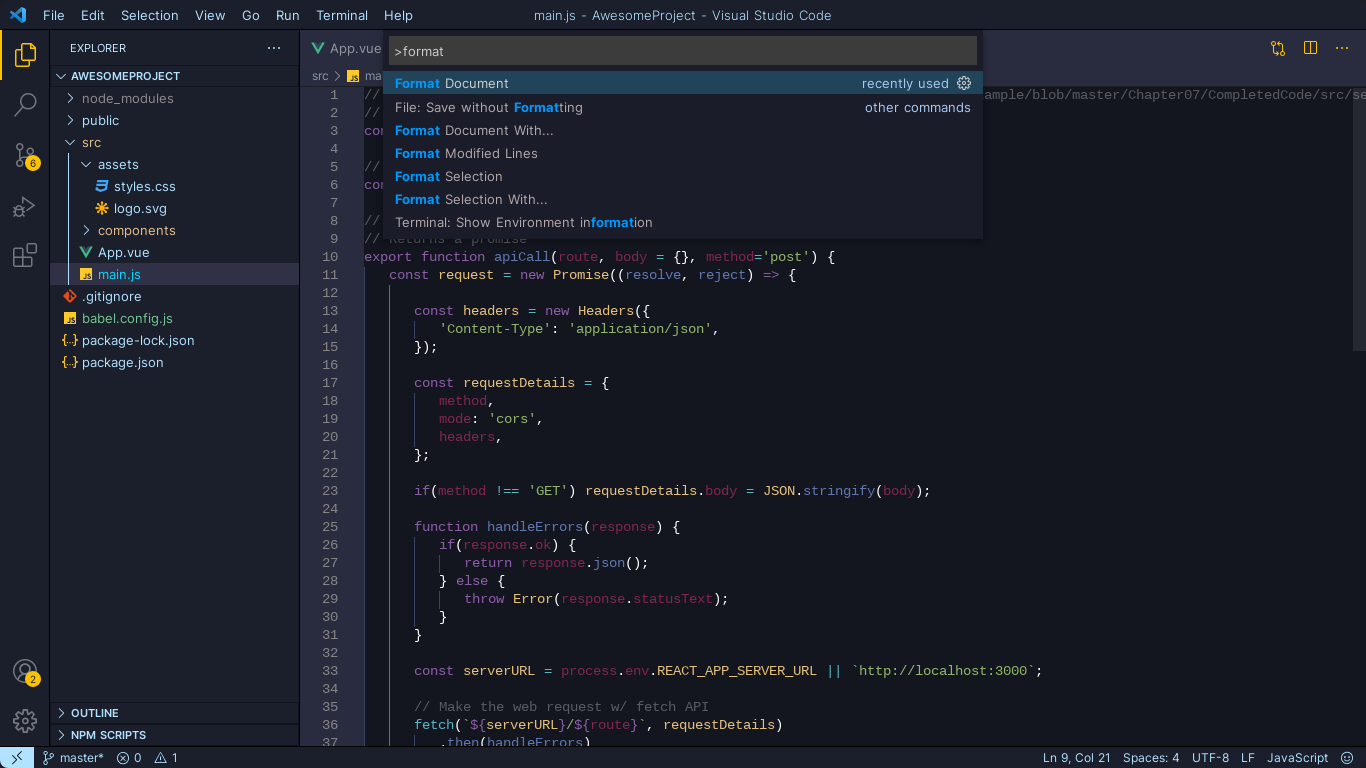 File Edit Selection View Go Run Terminal Help
main.js - AwesomeProject - Visual Studio Code
EXPLORER
AWESOMEPROJECT
node_modules
public
src
assets
styles.css
logo.svg
components
App.vue
main.js
.gitignore
babel.config.js
package-lock.json
package.json
OUTLINE
NPM SCRIPTS
6
2
App.vue
>format
src
JS
Format Document recently used
File: Save without Formatting other commands
Format Document With...
Format Modified Lines
Format Selection
Format Selection With...
Terminal: Show Environment information
1 // ample/blob/master/Chapter07/CompletedCode/src/se
2 //
3 con
4
5 //
6 con
7
8 //
9 // Returns a promise
10 export function apiCall(route, body = {}, method='post') {
11 const request = new Promise((resolve, reject) => {
12
13 const headers = new Headers({
14 'Content-Type': 'application/json',
15 });
16
17 const requestDetails = {
18 method,
19 mode: 'cors',
20 headers,
21 };
22
23 if(method !== 'GET') requestDetails.body = JSON.stringify(body);
24
25 function handleErrors(response) {
26 if(response.ok) {
27 return response.json();
28 } else {
29 throw Error(response.statusText);
30 }
31 }
32
33 const serverURL = process.env.REACT_APP_SERVER_URL || `http://localhost:3000`;
34
35 // Make the web request w/ fetch API
36 fetch(`${serverURL}/${route}`, requestDetails)
37 .then(handleErrors)
master* 0 1 Ln 9, Col 21 Spaces: 4 UTF-8 LF JavaScript